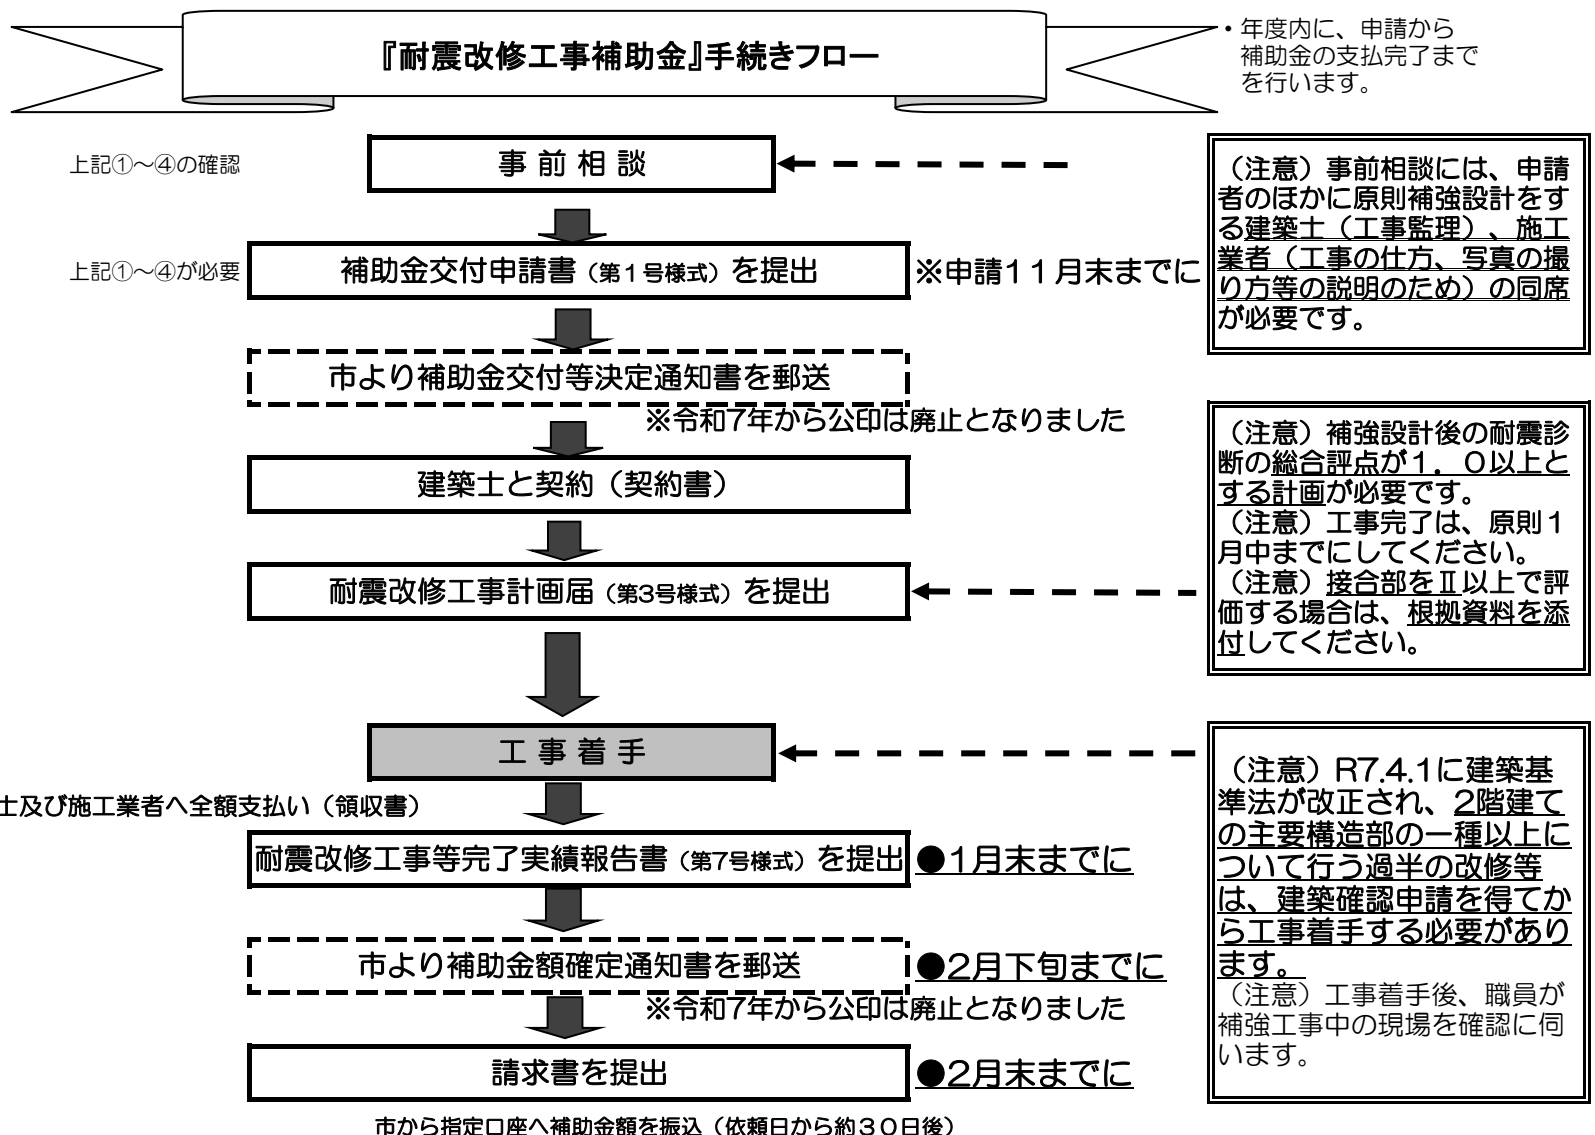 『耐震改修工事補助金』手続きフロー
・年度内に、申請から
補助金の支払完了まで
を行います。
上記①～④の確認
事 前 相 談
（注意）事前相談には、申請
者のほかに原則補強設計をす
る建築士（工事監理）、施工
業者（工事の仕方、写真の撮
り方等の説明のため）の同席
が必要です。
上記①～④が必要
補助金交付申請書（第１号様式）を提出
※申請１１月末までに
市より補助金交付等決定通知書を郵送
※令和7年から公印は廃止となりました
建築士と契約（契約書）
（注意）補強設計後の耐震診
断の総合評点が１．０以上と
する計画が必要です。
（注意）工事完了は、原則１
月中までにしてください。
（注意）接合部をⅡ以上で評
価する場合は、根拠資料を添
付してください。
耐震改修工事計画届（第3号様式）を提出
工 事 着 手
（注意）R7.4.1に建築基
準法が改正され、2階建て
の主要構造部の一種以上に
ついて行う過半の改修等
は、建築確認申請を得てか
ら工事着手する必要があり
ます。
（注意）工事着手後、職員が
補強工事中の現場を確認に伺
います。
士及び施工業者へ全額支払い（領収書）
耐震改修工事等完了実績報告書（第7号様式）を提出
●１月末までに
市より補助金額確定通知書を郵送
●2月下旬までに
※令和7年から公印は廃止となりました
請求書を提出
●2月末までに
市から指定口座へ補助金額を振込（依頼日から約３０日後）